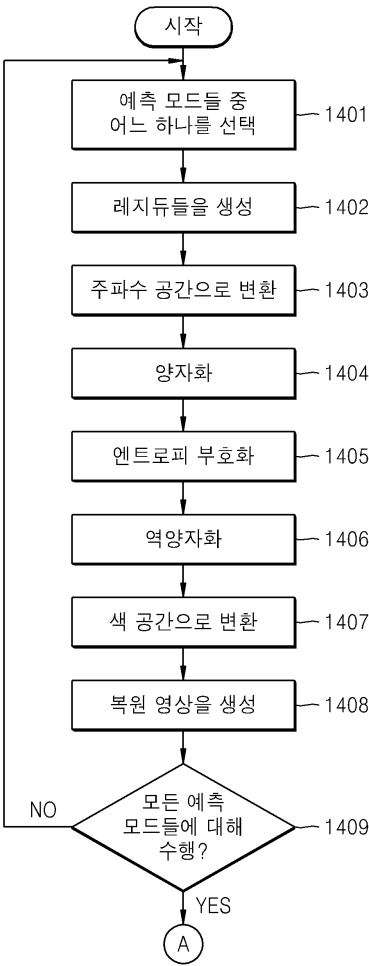 시작
예측 모드들 중
어느 하나를 선택
1401
레지듀들을 생성
1402
주파수 공간으로 변환
1403
양자화
1404
엔트로피 부호화
1405
역양자화
1406
색 공간으로 변환
1407
복원 영상을 생성
1408
모든 예측
모드들에 대해
수행?
1409
NO
YES
A